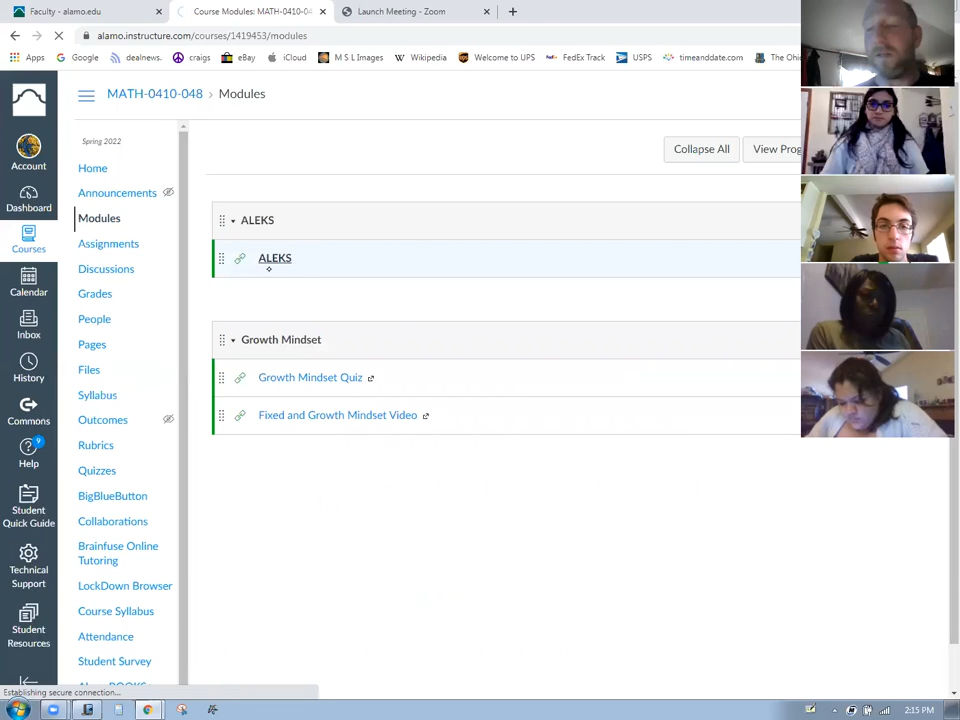 Faculty - alamo.edu
Course Modules: MATH-0410-0
Launch Meeting - Zoom
alamo.instructure.com/courses/1419453/modules
Apps
Google
dealnews.
craigs
eBay
iCloud
M S L Images
Wikipedia
Welcome to UPS
FedEx Track
USPS
timeanddate.com
The Ohio
MATH-0410-048 > Modules
Spring 2022
Collapse All
View Prog
Account
Dashboard
Courses
Calendar
Inbox
History
Commons
9
Help
Student
Quick Guide
Technical
Support
Student
Resources
Home
Announcements
Modules
Assignments
Discussions
Grades
People
Pages
Files
Syllabus
Outcomes
Rubrics
Quizzes
BigBlueButton
Collaborations
Brainfuse Online
Tutoring
LockDown Browser
Course Syllabus
Attendance
Student Survey
ALEKS
ALEKS
Growth Mindset
Growth Mindset Quiz
Fixed and Growth Mindset Video
Establishing secure connection...
2:15 PM